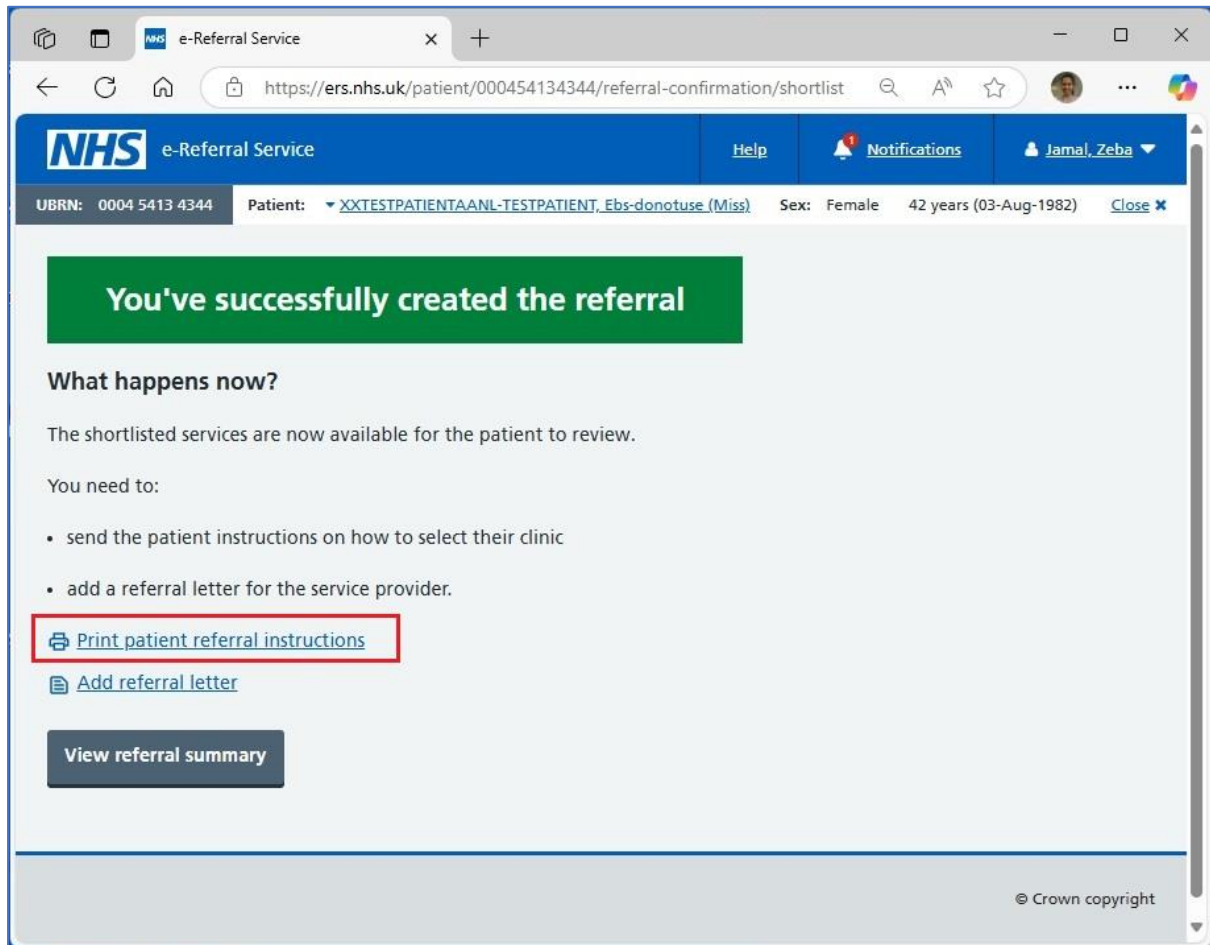 NHS e-Referral Service
https://ers.nhs.uk/patient/000454134344/referral-confirmation/shortlist
NHS e-Referral Service Help 1 Notifications Jamal, Zeba
UBRN: 0004 5413 4344 Patient: XXTESTPATIENTAANL-TESTPATIENT, Ebs-donotuse (Miss) Sex: Female 42 years (03-Aug-1982) Close
You've successfully created the referral
What happens now?
The shortlisted services are now available for the patient to review.
You need to:
• send the patient instructions on how to select their clinic
• add a referral letter for the service provider.
Print patient referral instructions
Add referral letter
View referral summary
© Crown copyright